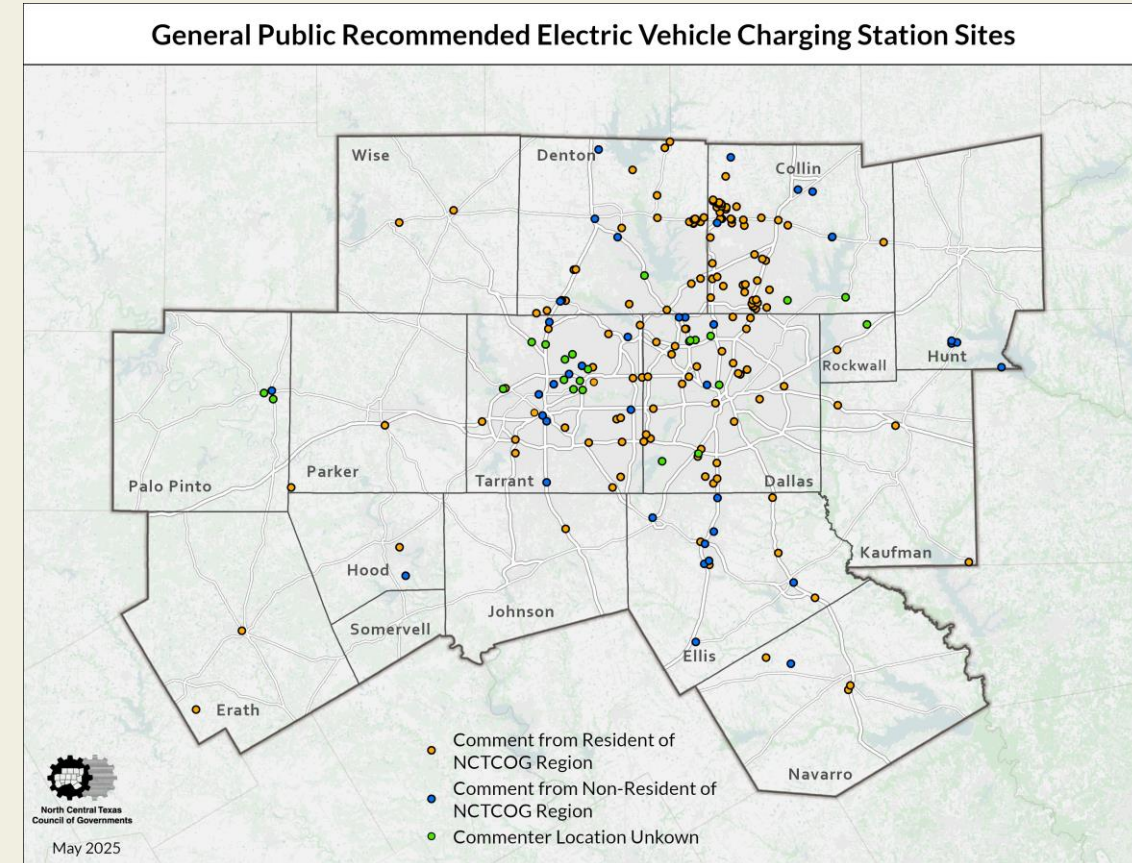 General Public Recommended Electric Vehicle Charging Station Sites
Wise
Denton
Collin
Hunt
Rockwall
Palo Pinto
Parker
Tarrant
Dallas
Kaufman
Hood
Johnson
Somervell
Ellis
Erath
Navarro
Comment from Resident of
NCTCOG Region
Comment from Non-Resident of
NCTCOG Region
Commenter Location Unkown
North Central Texas
Council of Governments
May 2025